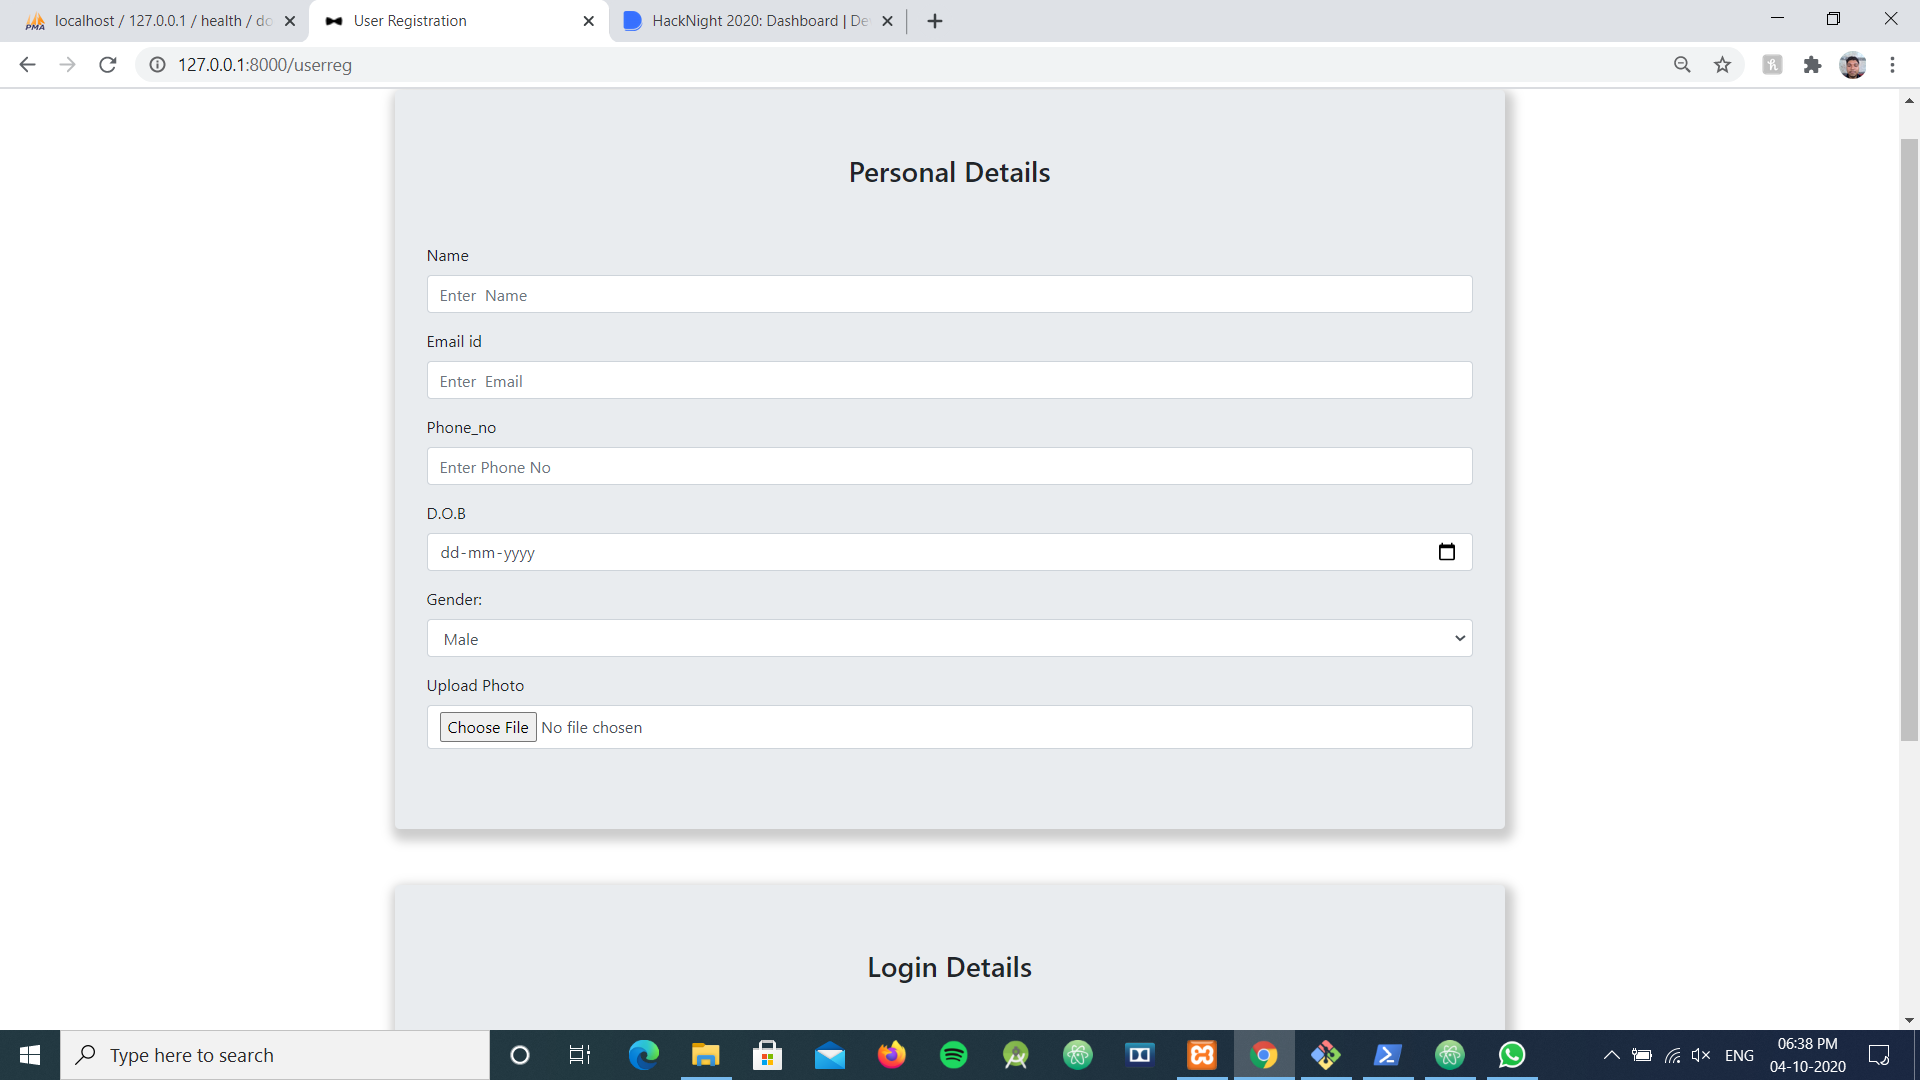 localhost / 127.0.0.1 / health / do
User Registration
HackNight 2020: Dashboard | De
127.0.0.1:8000/userreg
Personal Details
Name
Enter  Name
Email id
Enter  Email
Phone_no
Enter Phone No
D.O.B
dd-mm-yyyy
Gender:
Male
Upload Photo
Choose File No file chosen
Login Details
Type here to search
ENG
06:38 PM
04-10-2020